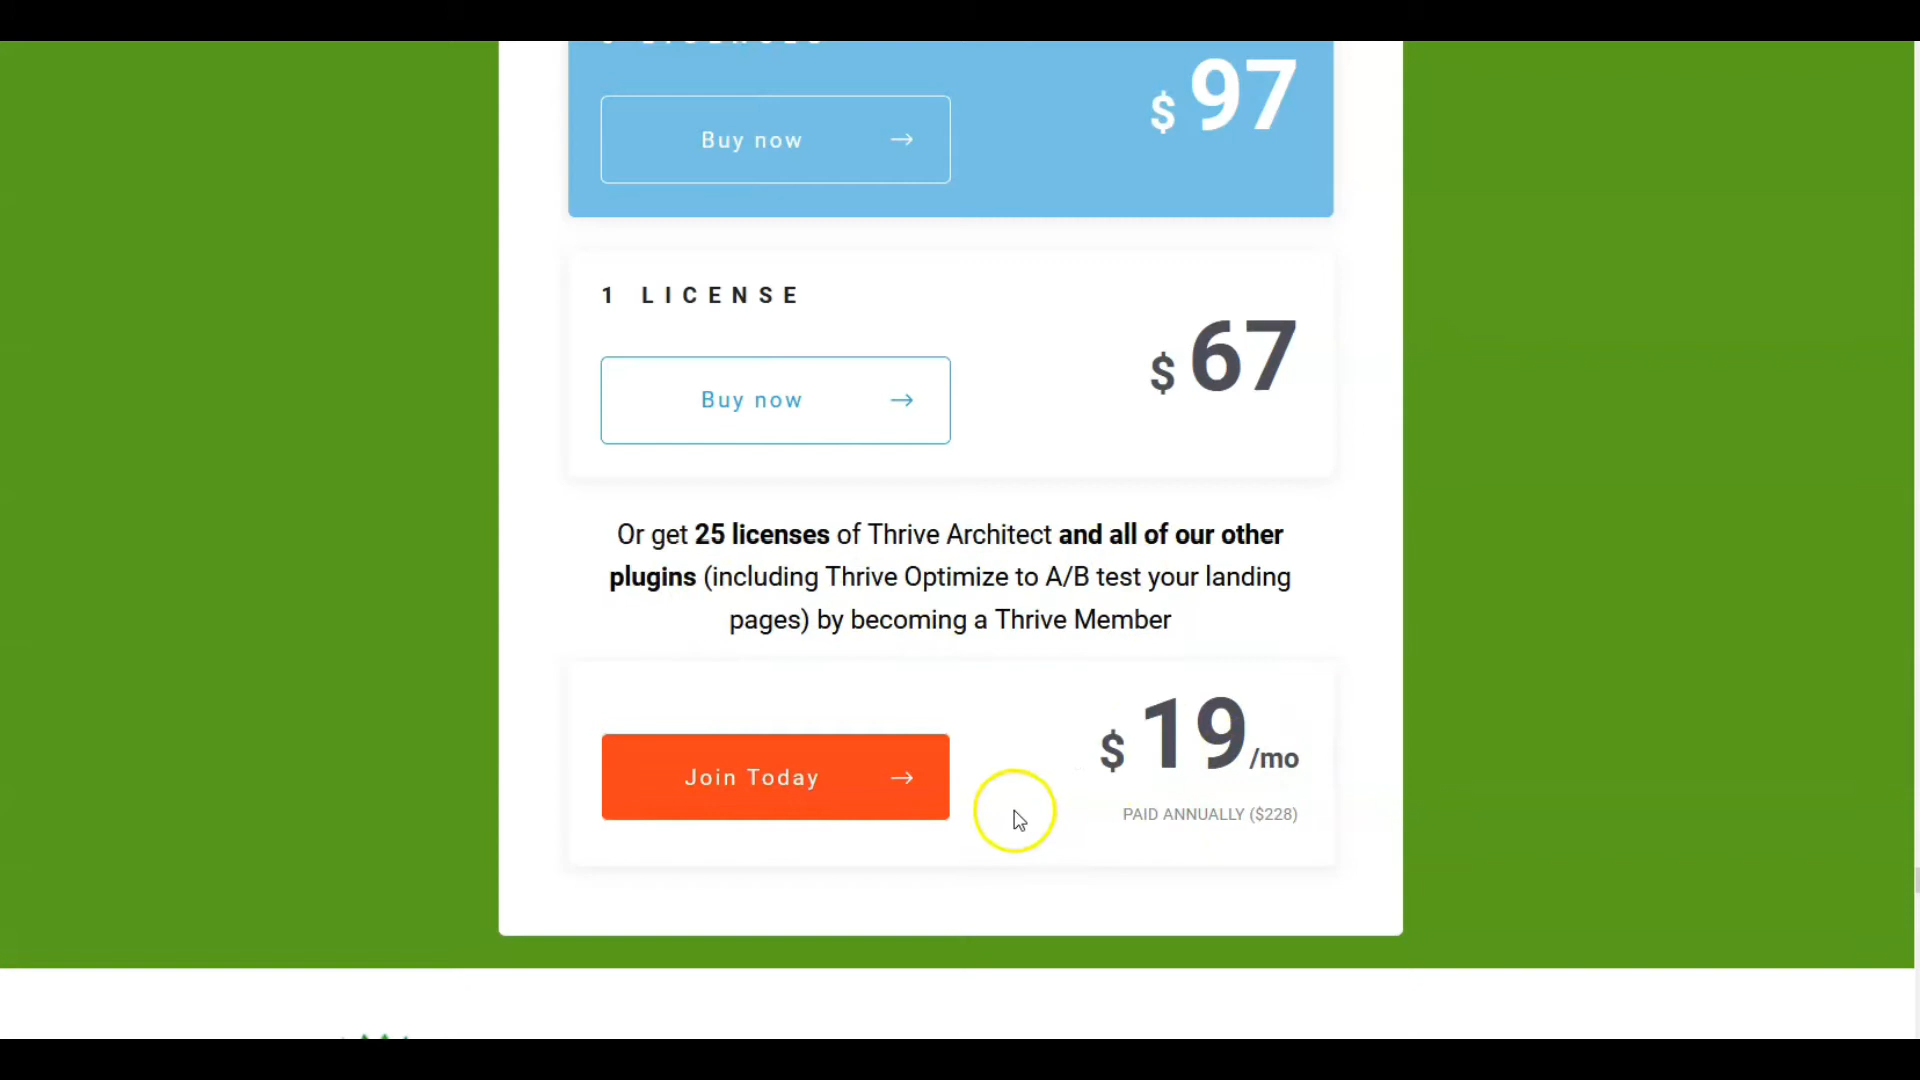 $ 97
Buy now →
1 LICENSE
$ 67
Buy now →
Or get 25 licenses of Thrive Architect and all of our other
plugins (including Thrive Optimize to A/B test your landing
pages) by becoming a Thrive Member
$ 19/mo
Join Today →
PAID ANNUALLY ($228)